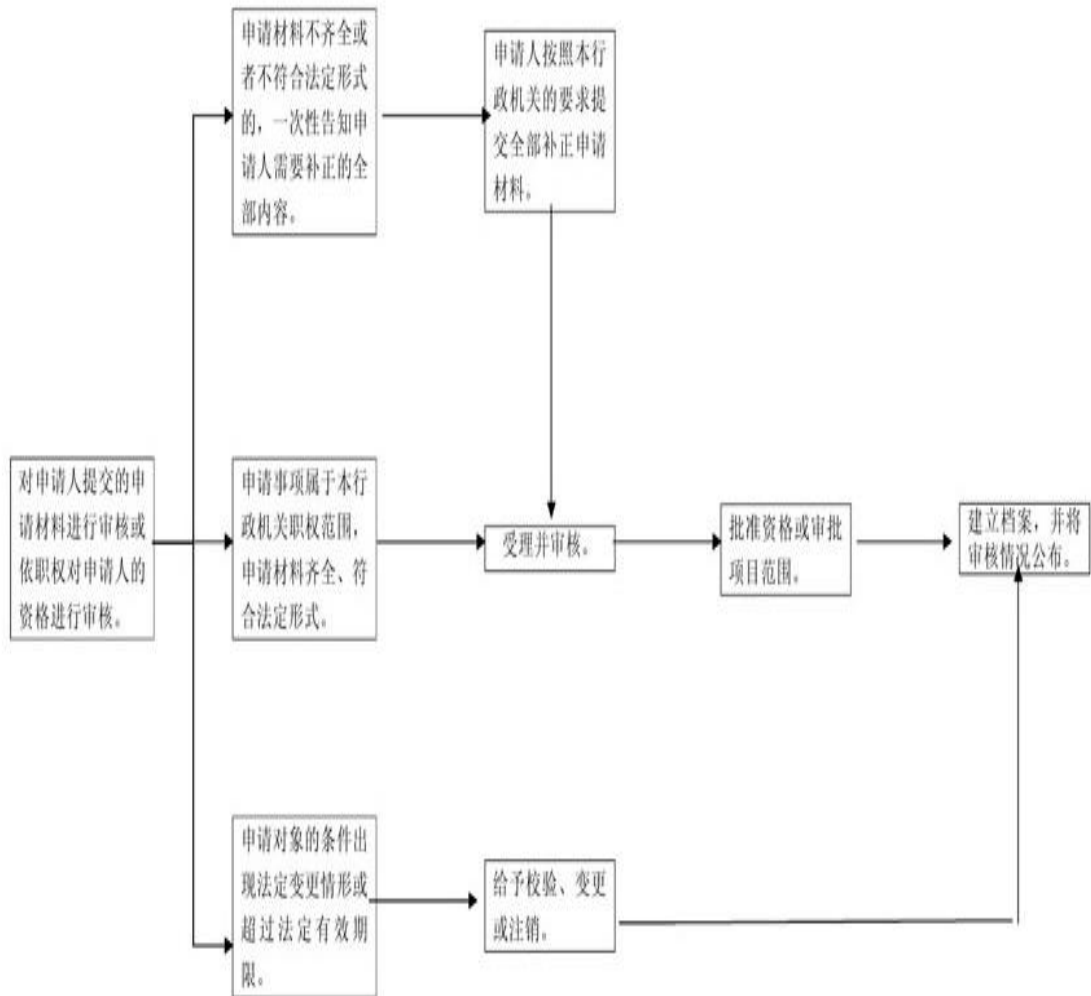 申请材料不齐全或
者不符合法定形式
的，一次性告知申
请人需要补正的全
部内容。
申请人按照本行
政机关的要求提
交全部补正申请
材料。
对申请人提交的申
请材料进行审核或
依职权对申请人的
资格进行审核。
申请事项属于本行
政机关职权范围，
申请材料齐全、符
合法定形式。
受理并审核。
批准资格或审批
项目范围。
建立档案，并将
审核情况公布。
申请对象的条件出
现法定变更情形或
超过法定有效期
限。
给予校验、变更
或注销。